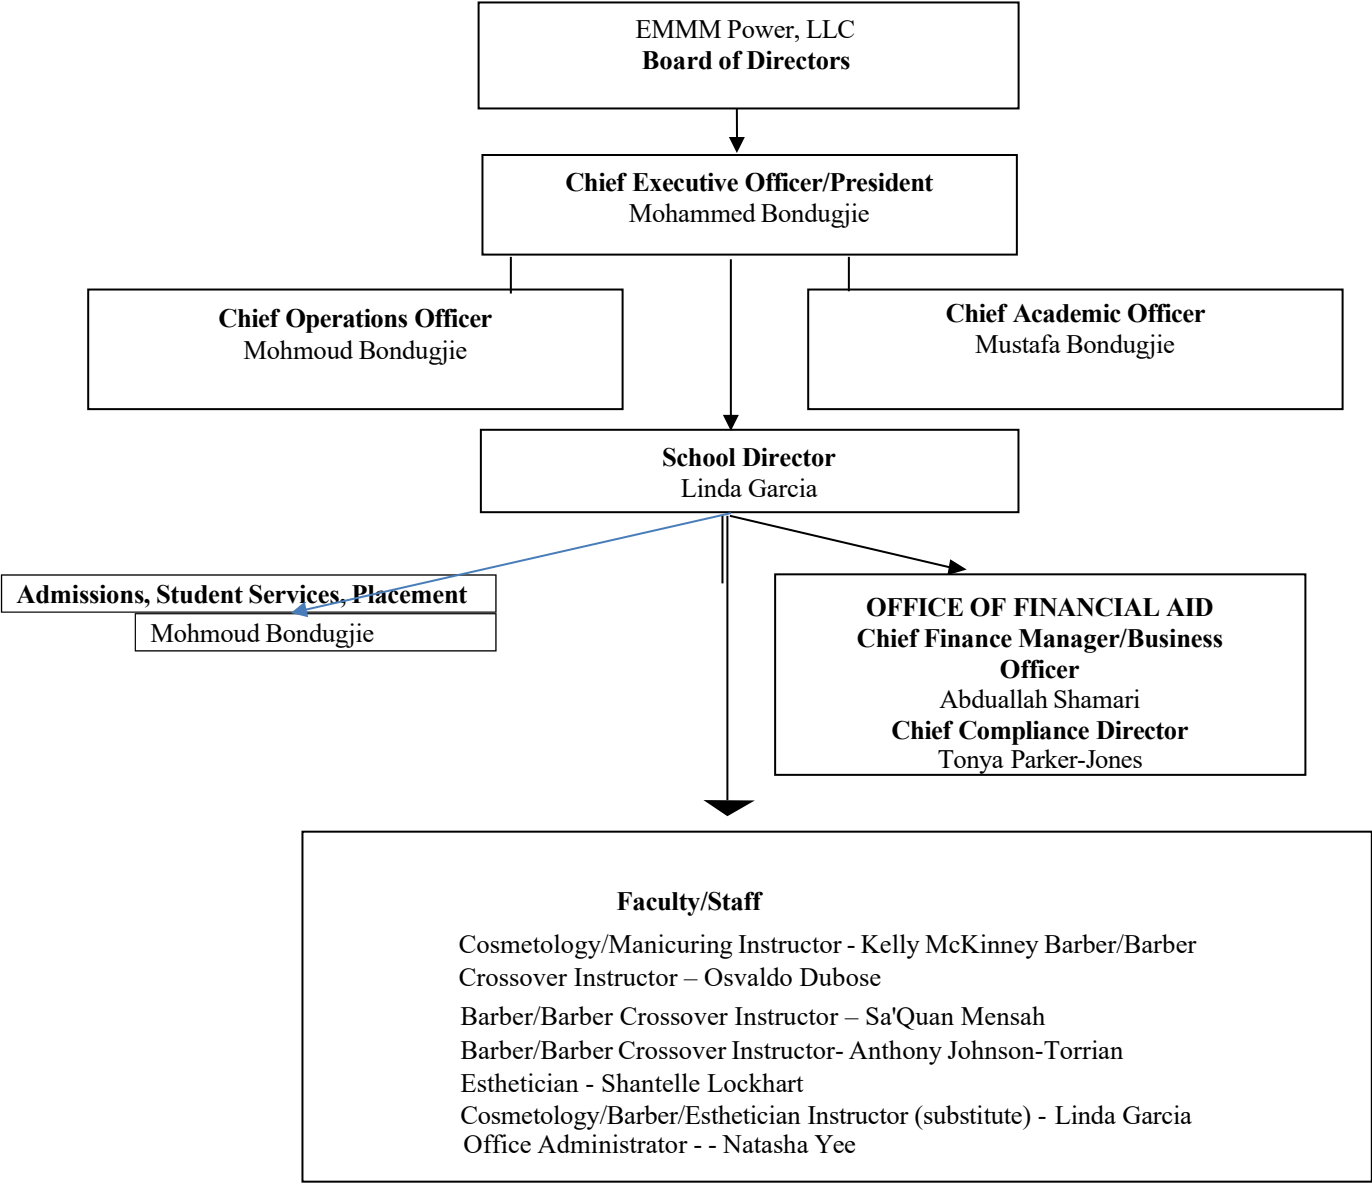 EMMM Power, LLC
Board of Directors
Chief Executive Officer/President
Mohammed Bondugjie
Chief Operations Officer
Mohmoud Bondugjie
Chief Academic Officer
Mustafa Bondugjie
School Director
Linda Garcia
Admissions, Student Services, Placement
Mohmoud Bondugjie
OFFICE OF FINANCIAL AID
Chief Finance Manager/Business
Officer
Abduallah Shamari
Chief Compliance Director
Tonya Parker-Jones
Faculty/Staff
Cosmetology/Manicuring Instructor - Kelly McKinney Barber/Barber
Crossover Instructor – Osvaldo Dubose
Barber/Barber Crossover Instructor – Sa'Quan Mensah
Barber/Barber Crossover Instructor- Anthony Johnson-Torrian
Esthetician - Shantelle Lockhart
Cosmetology/Barber/Esthetician Instructor (substitute) - Linda Garcia
Office Administrator - - Natasha Yee